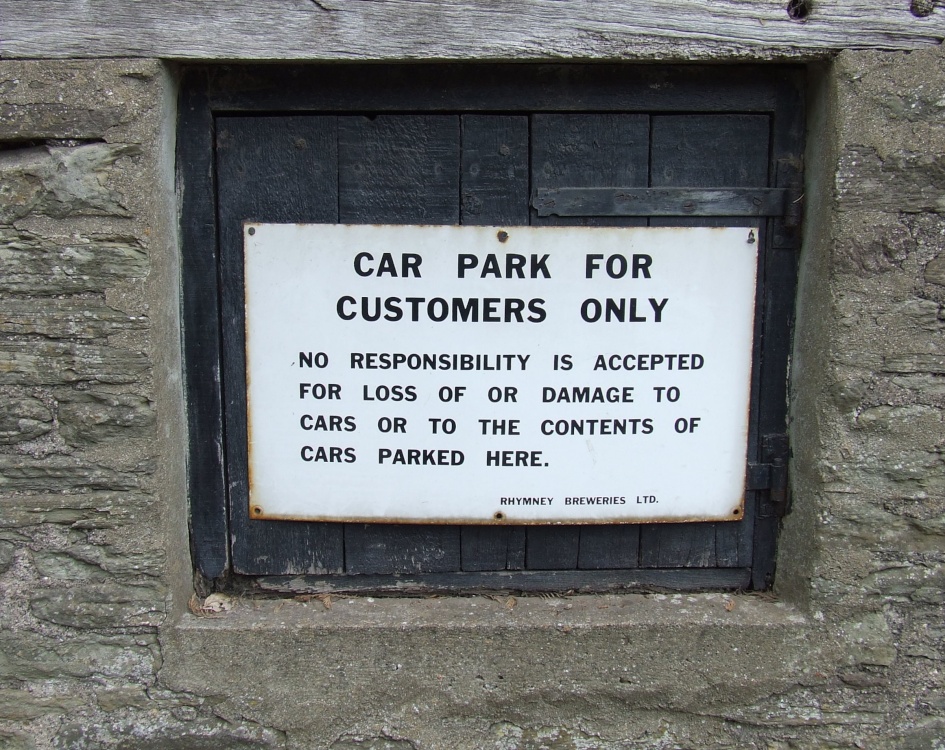 CAR PARK FOR
CUSTOMERS ONLY
NO RESPONSIBILITY IS ACCEPTED
FOR LOSS OF OR DAMAGE TO
CARS OR TO THE CONTENTS OF
CARS PARKED HERE.
RHYMNEY BREWERIES LTD.